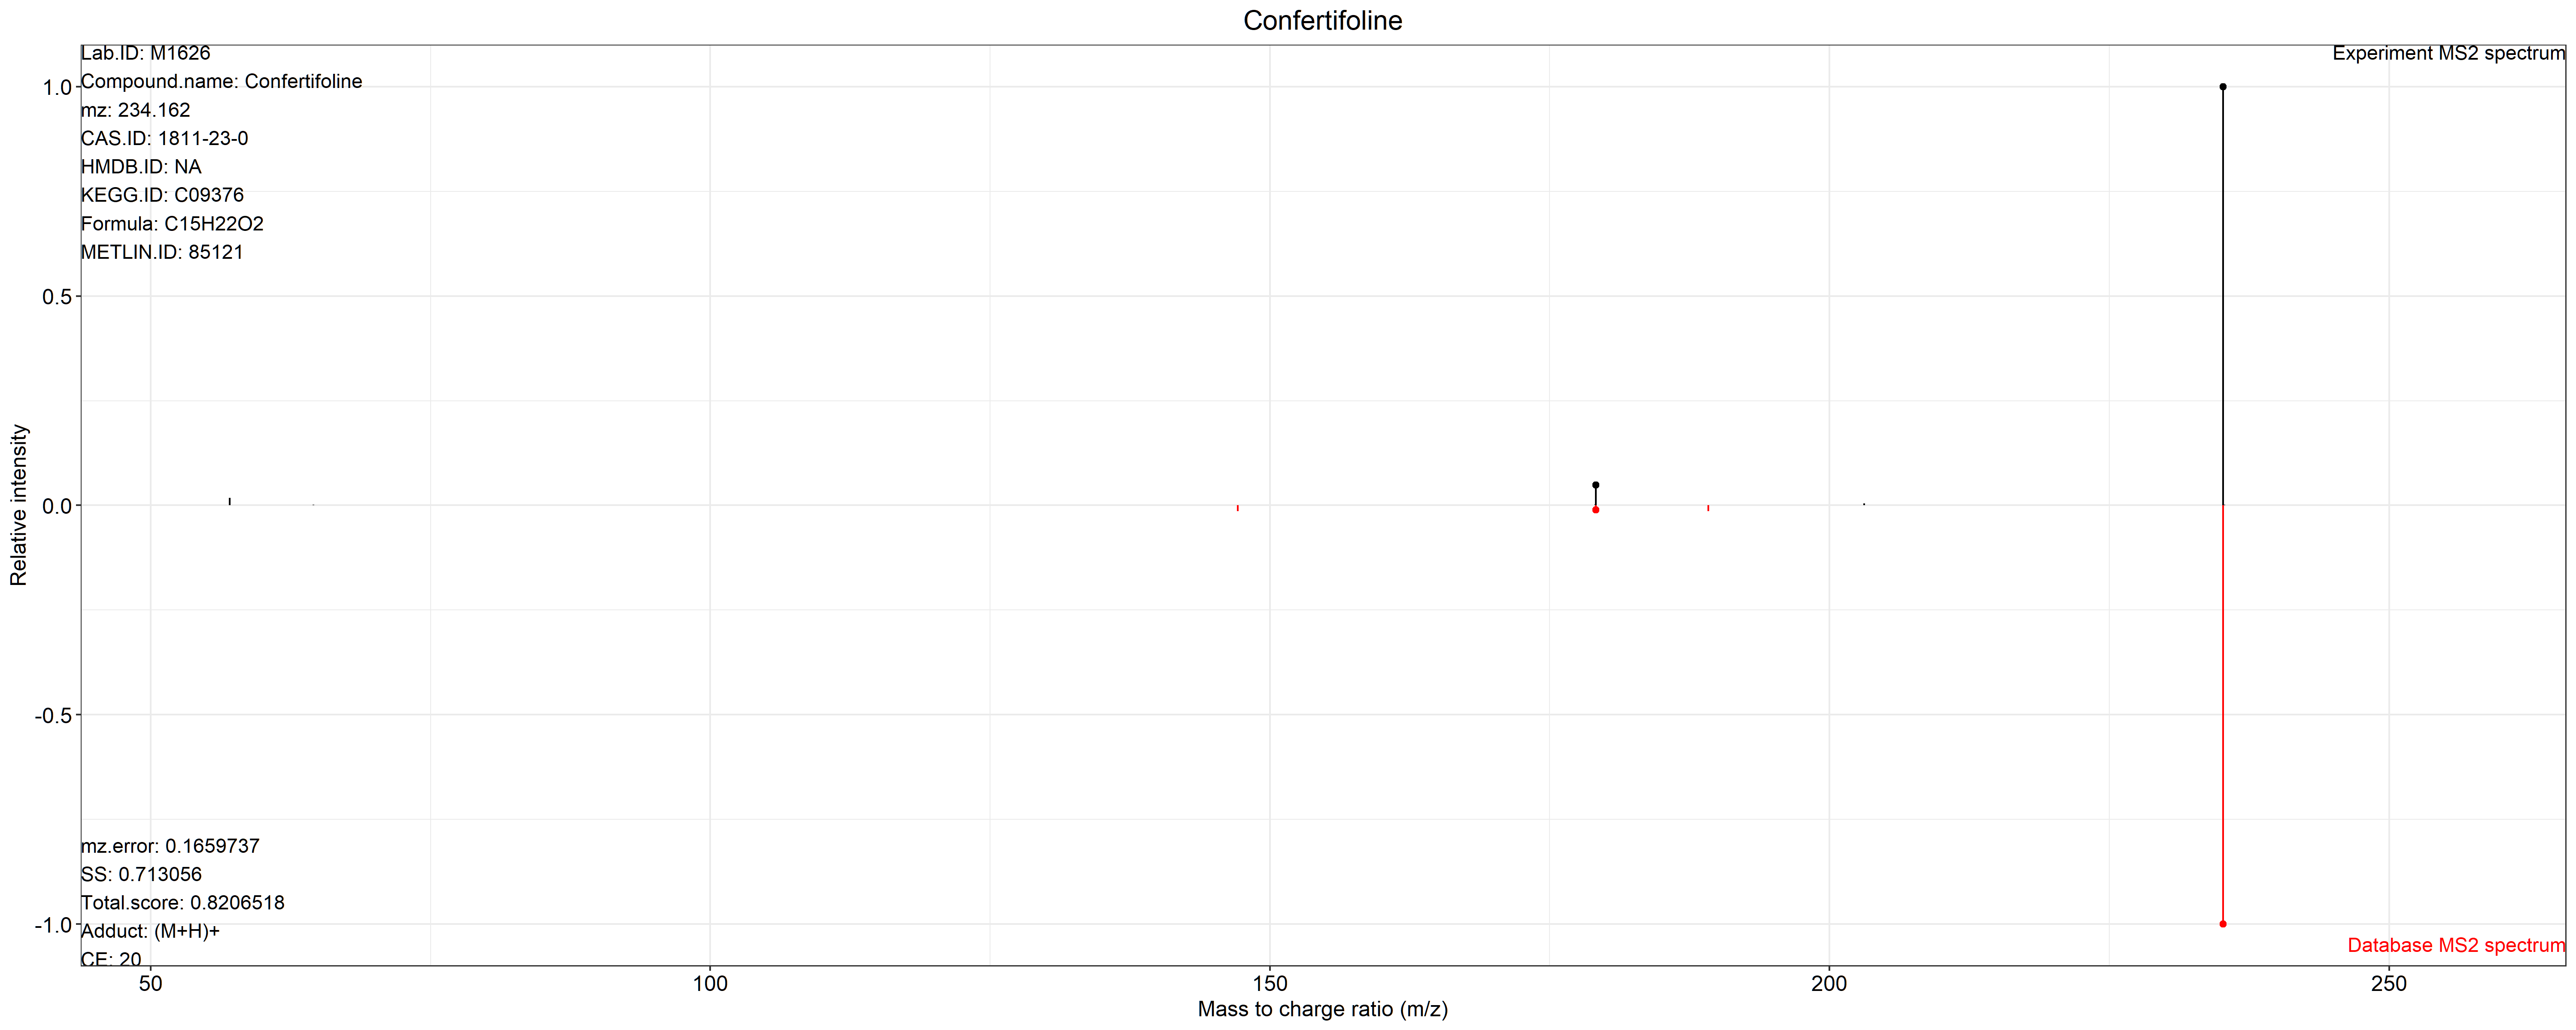 Confertifoline
Lab.ID: M1626
Experiment MS2 spectrum
Compound.name: Confertifoline
mz: 234.162
CAS.ID: 1811-23-0
HMDB.ID: NA
KEGG.ID: C09376
Formula: C15H22O2
METLIN.ID: 85121
1.0
0.5
0.0
-0.5
-1.0
Relative intensity
mz.error: 0.1659737
SS: 0.713056
Total.score: 0.8206518
Adduct: (M+H)+
CE: 20
Database MS2 spectrum
50 100 150 200 250
Mass to charge ratio (m/z)